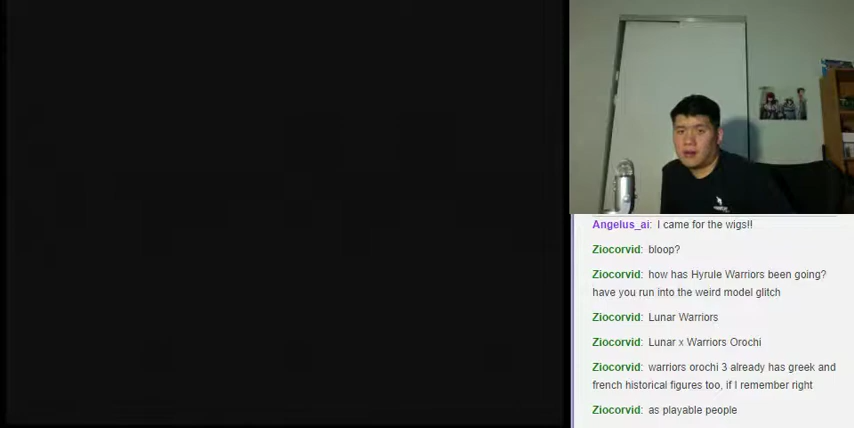 Angelus_ai: I came for the wigs!!
Ziocorvid: bloop?
Ziocorvid: how has Hyrule Warriors been going?
have you run into the weird model glitch
Ziocorvid: Lunar Warriors
Ziocorvid: Lunar x Warriors Orochi
Ziocorvid: warriors orochi 3 already has greek and
french historical figures too, if I remember right
Ziocorvid: as playable people